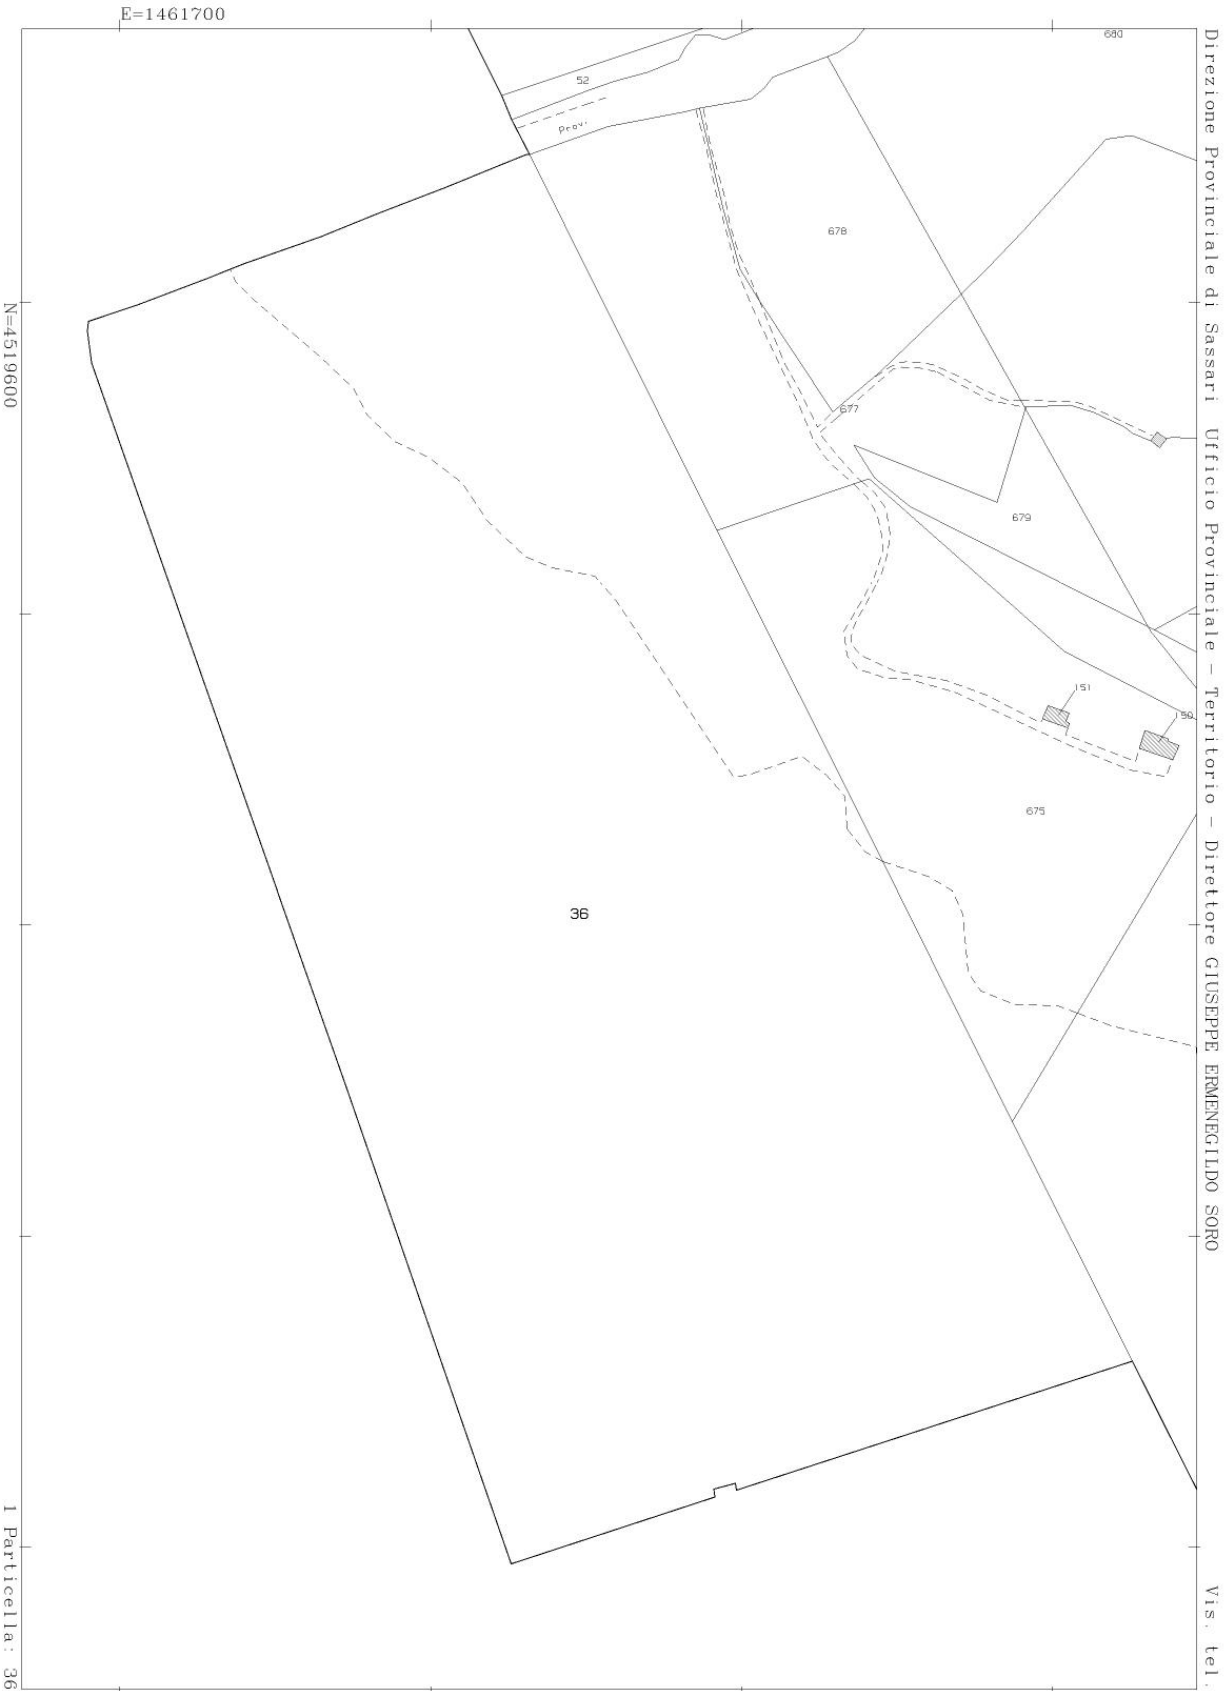 E=1461700
Direzione Provinciale di Sassari Ufficio Provinciale - Territorio - Direttore GIUSEPPE ERMENEGILDO SORO
Vis. tel.
680
52
Prov.
678
677
679
151
150
675
36
N=4519600
1 Particella: 36